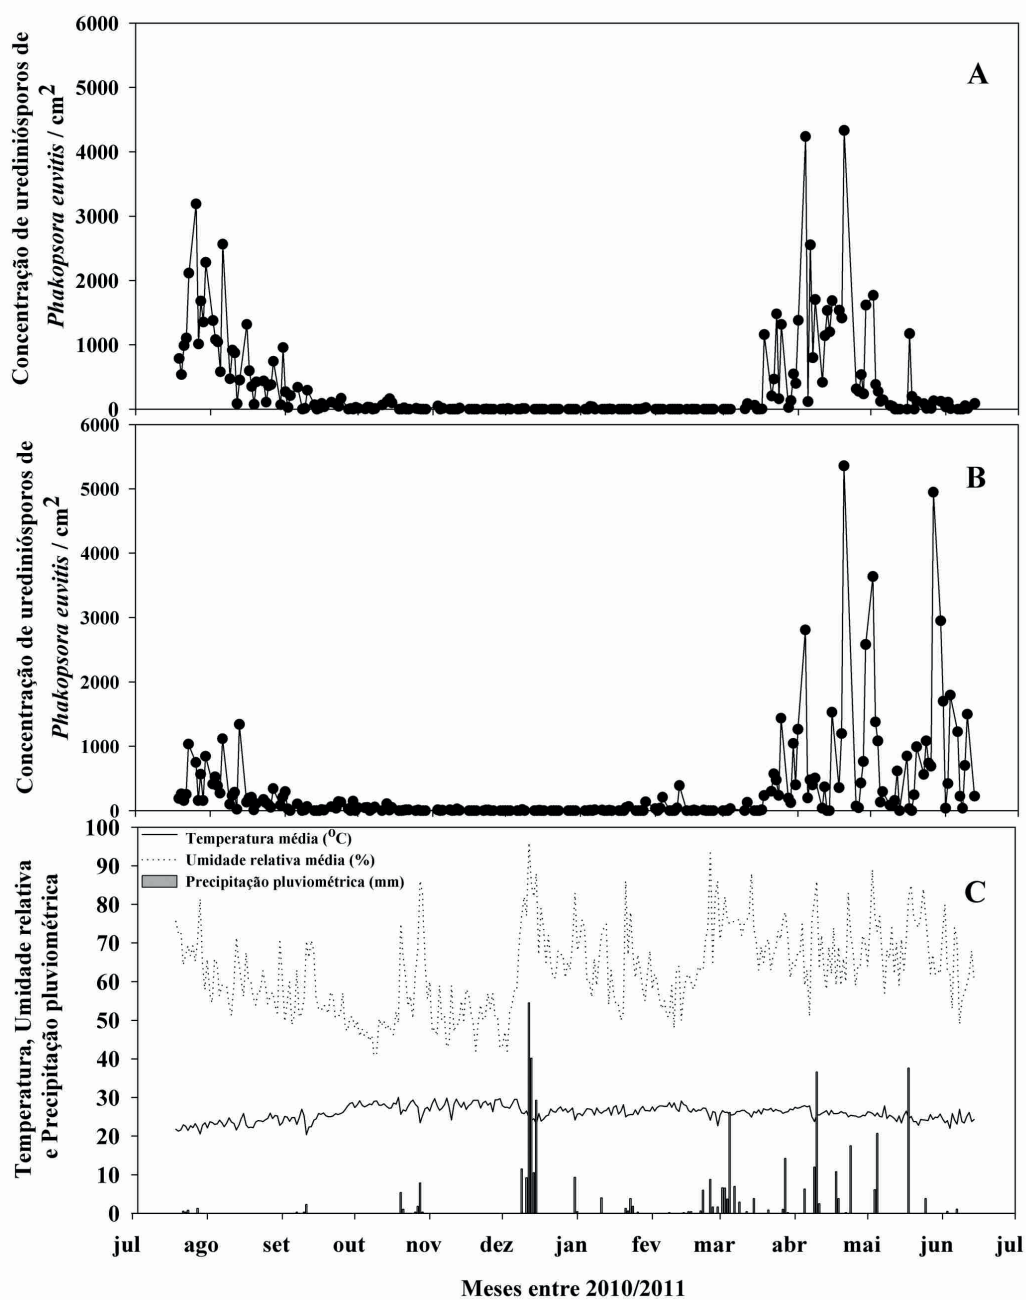 Concentração de urediniósporos de
Phakopsora euvitis / cm²
6000
5000
4000
3000
2000
1000
0
A
Concentração de urediniósporos de
Phakopsora euvitis / cm²
6000
5000
4000
3000
2000
1000
0
B
Temperatura, Umidade relativa
e Precipitação pluviométrica
100
90
80
70
60
50
40
30
20
10
0
Temperatura média (°C)
Umidade relativa média (%)
Precipitação pluviométrica (mm)
C
jul ago set out nov dez jan fev mar abr mai jun jul
Meses entre 2010/2011